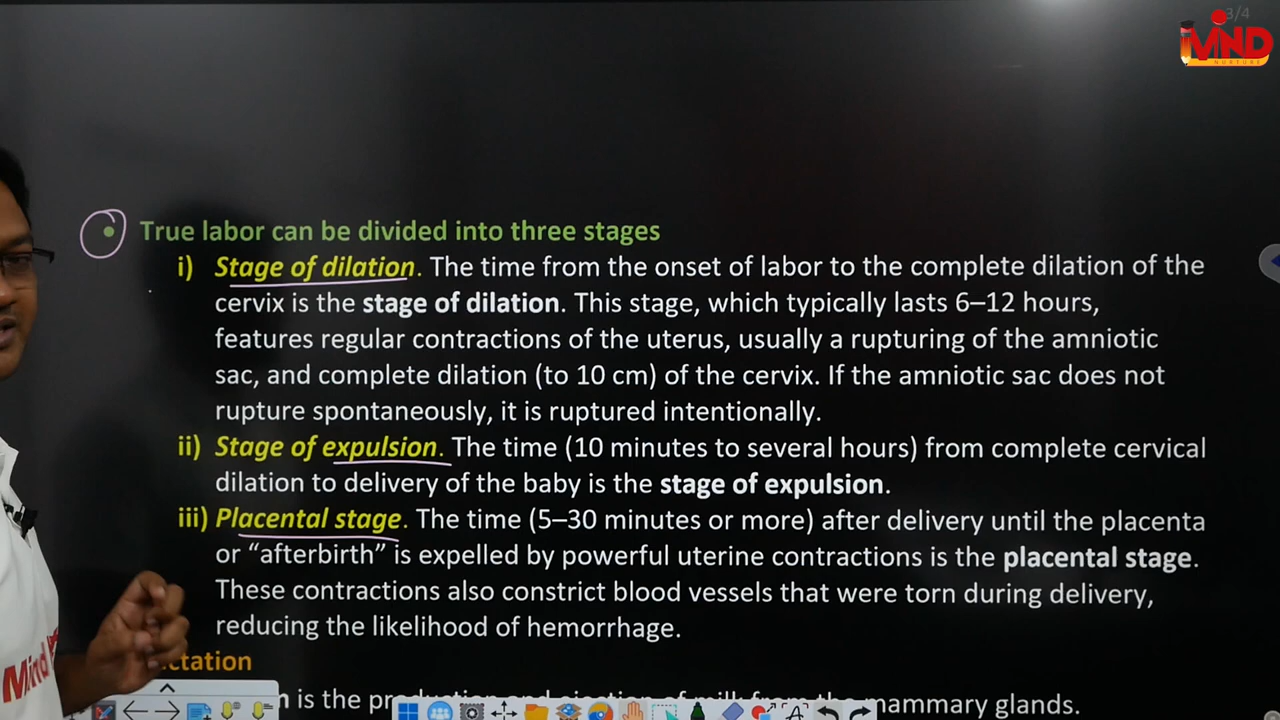 3/4
MIND
NURTURE
True labor can be divided into three stages
i) Stage of dilation. The time from the onset of labor to the complete dilation of the
cervix is the stage of dilation. This stage, which typically lasts 6–12 hours,
features regular contractions of the uterus, usually a rupturing of the amniotic
sac, and complete dilation (to 10 cm) of the cervix. If the amniotic sac does not
rupture spontaneously, it is ruptured intentionally.
ii) Stage of expulsion. The time (10 minutes to several hours) from complete cervical
dilation to delivery of the baby is the stage of expulsion.
iii) Placental stage. The time (5–30 minutes or more) after delivery until the placenta
or “afterbirth” is expelled by powerful uterine contractions is the placental stage.
These contractions also constrict blood vessels that were torn during delivery,
reducing the likelihood of hemorrhage.
ctation
is the production and ejection of milk from the mammary glands.
Mind